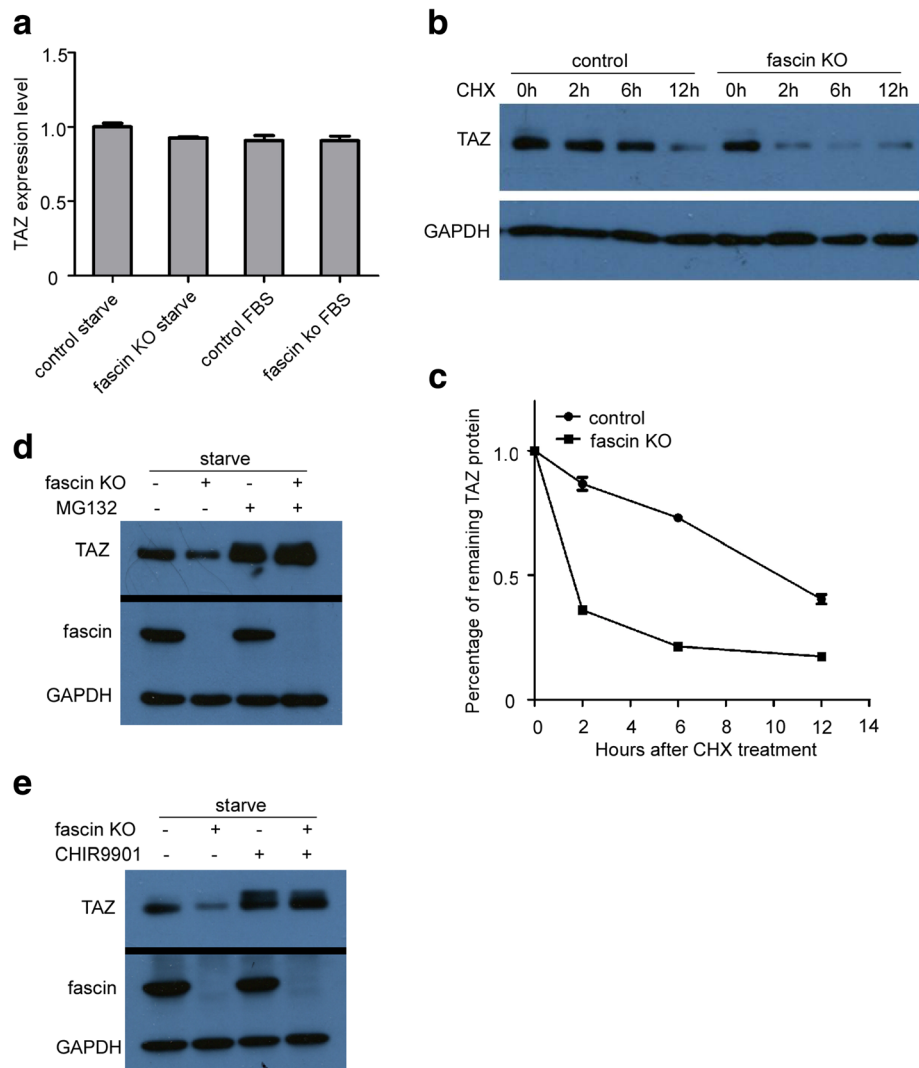 a
TAZ expression level
1.5
1.0
0.5
0
control starve
fascin KO starve
control FBS
fascin ko FBS
b
control fascin KO
CHX 0h 2h 6h 12h 0h 2h 6h 12h
TAZ
GAPDH
c
Percentage of remaining TAZ protein
control
fascin KO
1.0
0.5
0
0 2 4 6 8 10 12 14
Hours after CHX treatment
d
starve
fascin KO - + - +
MG132 - - + +
TAZ
fascin
GAPDH
e
starve
fascin KO - + - +
CHIR9901 - - + +
TAZ
fascin
GAPDH